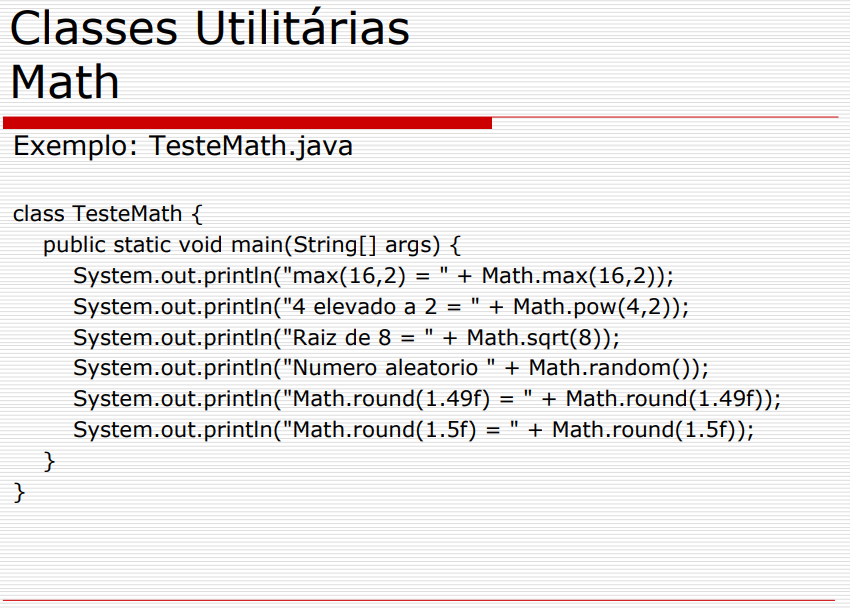 Classes Utilitárias
Math
Exemplo: TesteMath.java
class TesteMath {
public static void main(String[] args) {
System.out.println("max(16,2) = " + Math.max(16,2));
System.out.println("4 elevado a 2 = " + Math.pow(4,2));
System.out.println("Raiz de 8 = " + Math.sqrt(8));
System.out.println("Numero aleatorio " + Math.random());
System.out.println("Math.round(1.49f) = " + Math.round(1.49f));
System.out.println("Math.round(1.5f) = " + Math.round(1.5f));
}
}